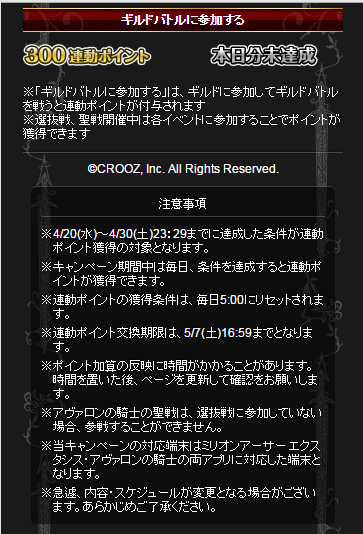 ギルドバトルに参加する
300連動ポイント 本日分未達成
※「ギルドバトルに参加する」は、ギルドに参加してギルドバトル
を戦うと連動ポイントが付与されます
※選抜戦、聖戦開催中は各イベントに参加することでポイントが
獲得できます
©CROOZ, Inc. All Rights Reserved.
注意事項
※4/20(水)～4/30(土)23:29までに達成した条件が連動
ポイント獲得の対象となります。
※キャンペーン期間中は毎日、条件を達成すると連動ポ
イントが獲得できます。
※連動ポイントの獲得条件は、毎日5:00にリセットされま
す。
※連動ポイント交換期限は、5/7(土)16:59までとなりま
す。
※ポイント加算の反映に時間がかかることがあります。
時間を置いた後、ページを更新して確認をお願いしま
す。
※アヴァロンの騎士の聖戦は、選抜戦に参加していない
場合、参戦することができません。
※当キャンペーンの対応端末はミリオンアーサー エクス
タシス・アヴァロンの騎士の両アプリに対応した端末と
なります。
※急遽、内容・スケジュールが変更となる場合がござい
ます。あらかじめご了承ください。